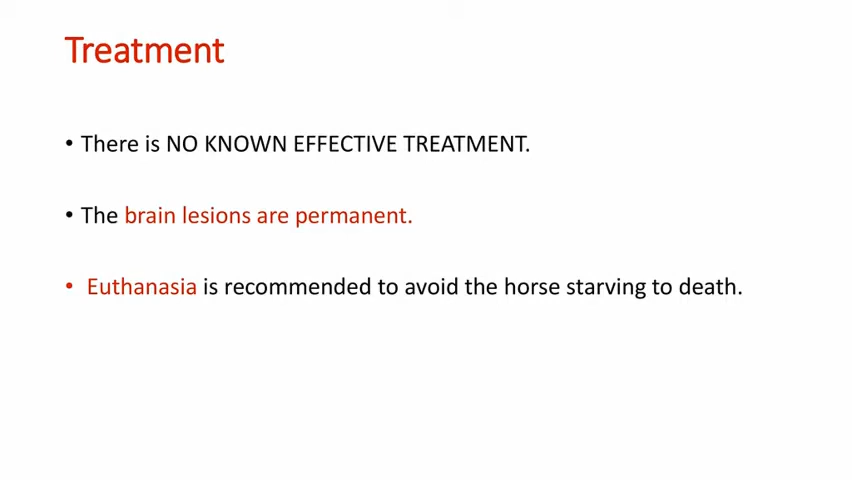 Treatment
• There is NO KNOWN EFFECTIVE TREATMENT.
• The brain lesions are permanent.
• Euthanasia is recommended to avoid the horse starving to death.